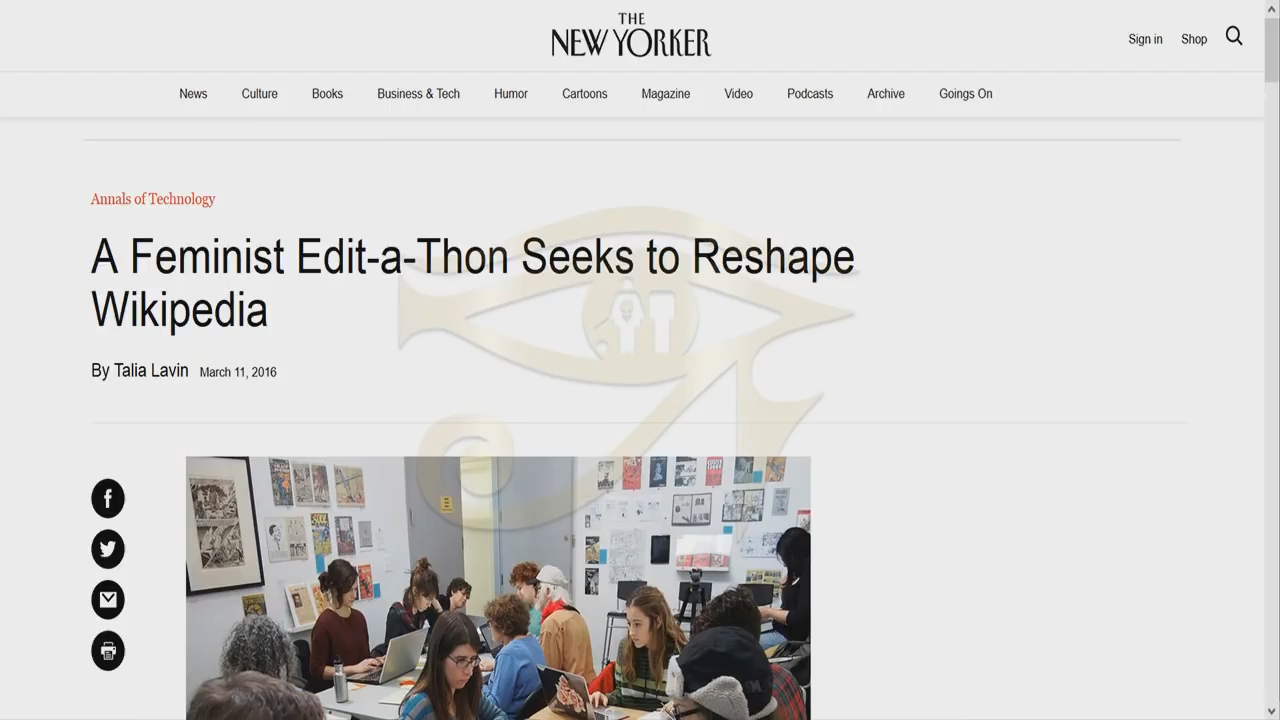 THE
NEW YORKER
Sign in Shop
News Culture Books Business & Tech Humor Cartoons Magazine Video Podcasts Archive Goings On
Annals of Technology
A Feminist Edit-a-Thon Seeks to Reshape
Wikipedia
By Talia Lavin March 11, 2016